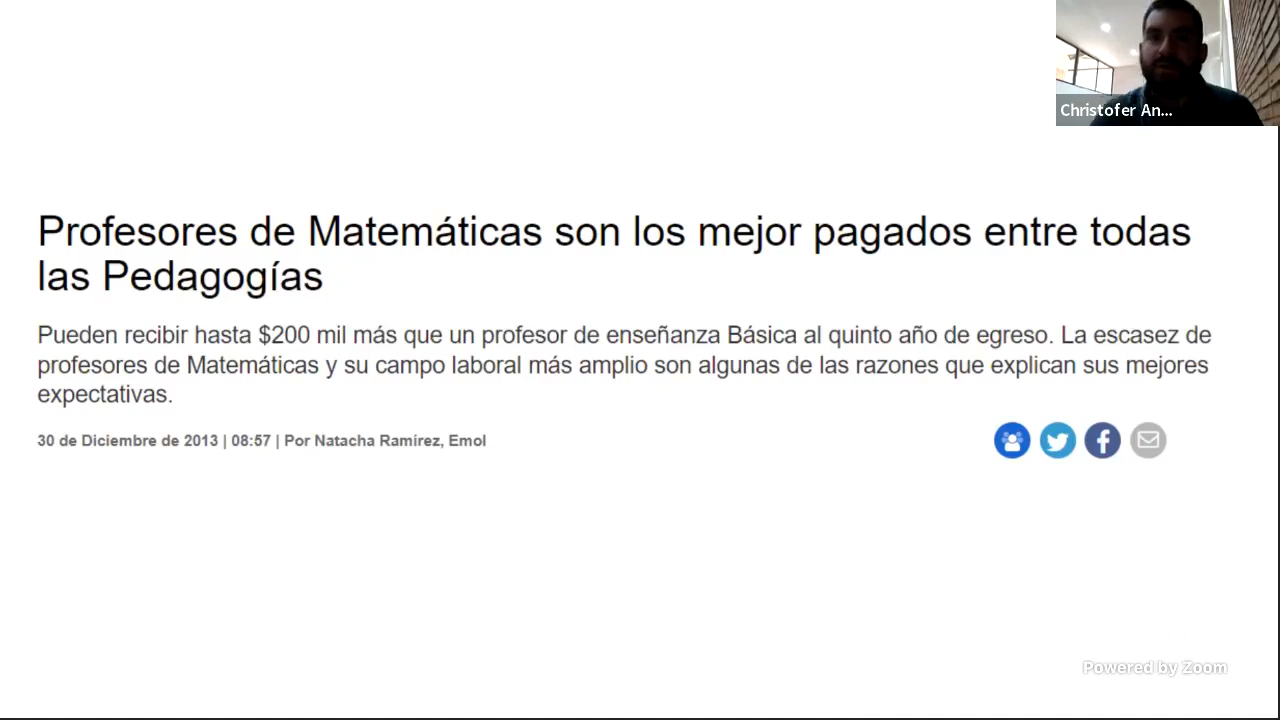 Christofer An...
Profesores de Matemáticas son los mejor pagados entre todas
las Pedagogías
Pueden recibir hasta $200 mil más que un profesor de enseñanza Básica al quinto año de egreso. La escasez de
profesores de Matemáticas y su campo laboral más amplio son algunas de las razones que explican sus mejores
expectativas.
30 de Diciembre de 2013 | 08:57 | Por Natacha Ramírez, Emol
Powered by Zoom